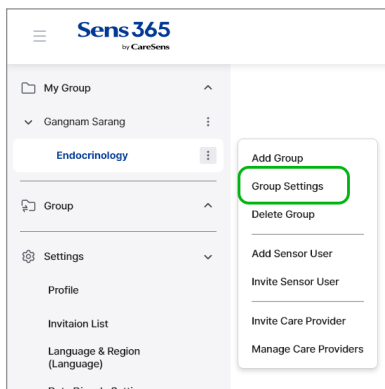 Sens365
by CareSens
My Group
Gangnam Sarang
Endocrinology
Group
Settings
Profile
Invitaion List
Language & Region
(Language)
Add Group
Group Settings
Delete Group
Add Sensor User
Invite Sensor User
Invite Care Provider
Manage Care Providers